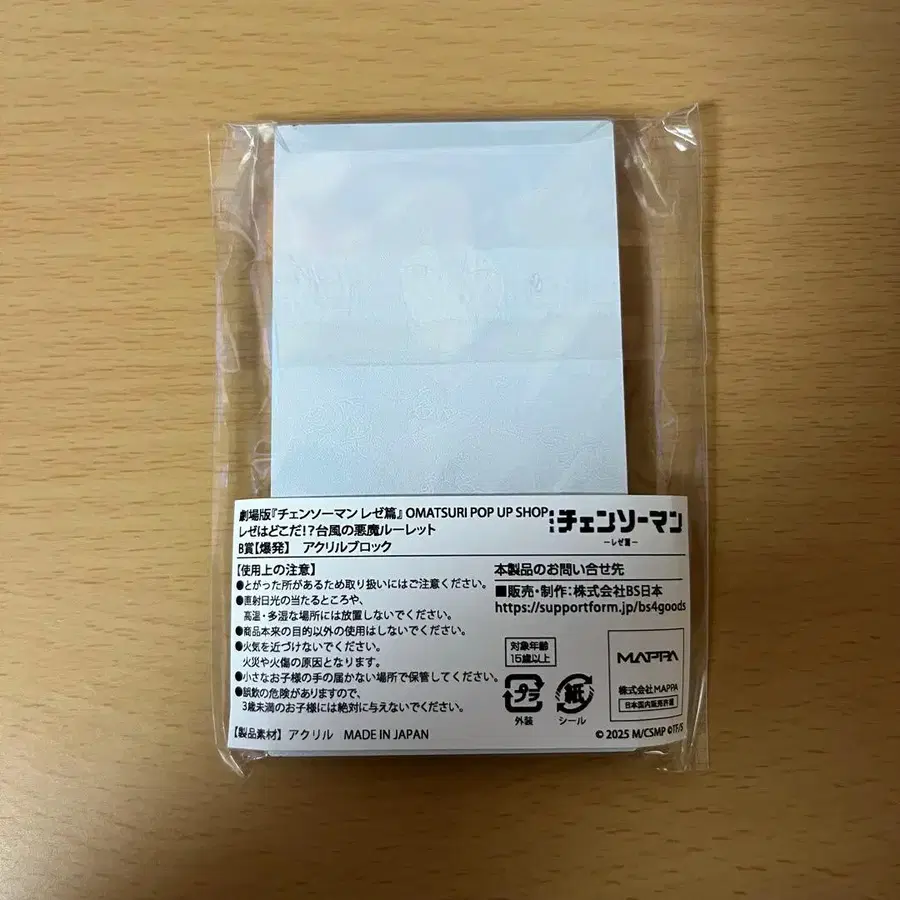 劇場版『チェンソーマン レゼ篇』 OMATSURI POP UP SHOP
レゼはどこだ!?台風の悪魔ルーレット
B賞【爆発】 アクリルブロック
チェンソーマン
ーレゼ篇ー
【使用上の注意】
●とがった所があるため取り扱いにはご注意ください。
●直射日光の当たるところや、
高温・多湿な場所には放置しないでください。
●商品本来の目的以外の使用はしないでください。
●火気を近づけないでください。
火災や火傷の原因となります。
●小さなお子様の手の届かない場所で保管してください。
●誤飲の危険がありますので、
3歳未満のお子様には絶対に与えないでください。
【製品素材】 アクリル MADE IN JAPAN
本製品のお問い合せ先
■販売・制作:株式会社BS日本
https://supportform.jp/bs4goods
対象年齢
15歳以上
プラ
外装
紙
シール
MAPPA
株式会社MAPPA
日本国内販売許諾
© 2025 M/CSMP ©TF/S